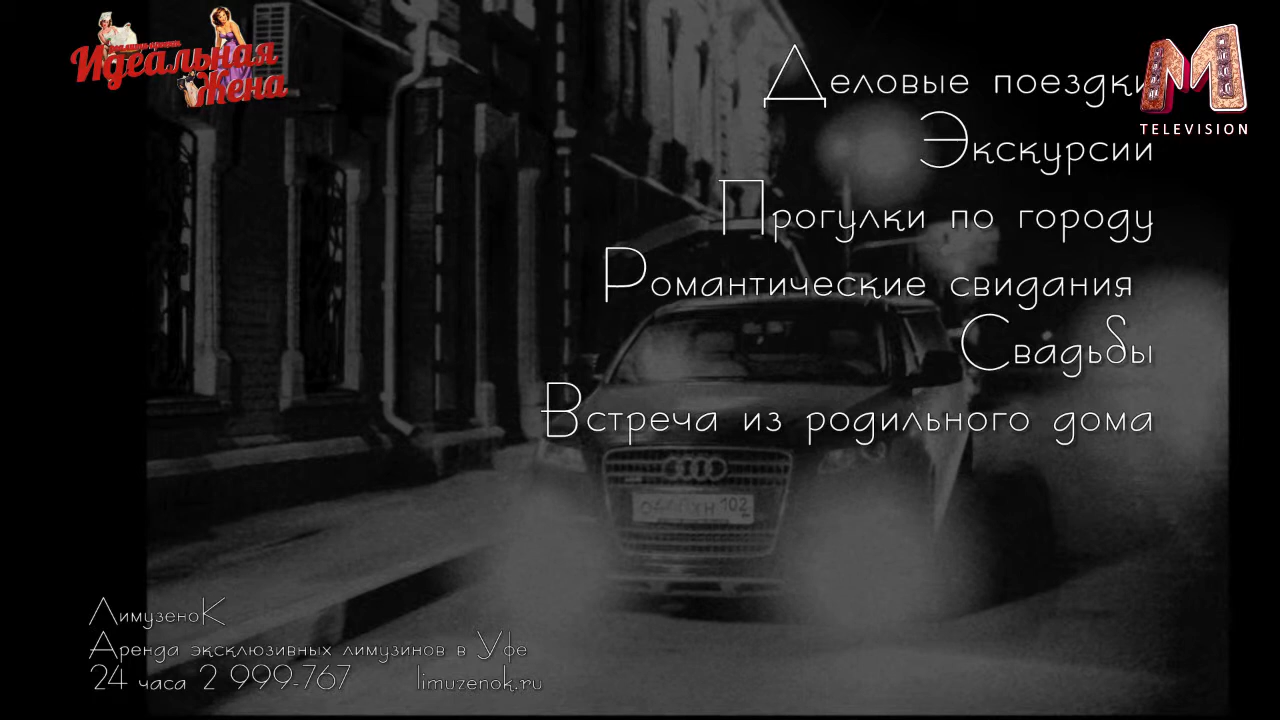 Идеальная
Жена
M
TELEVISION
Деловые поездки
Экскурсии
Прогулки по городу
Романтические свидания
Свадьбы
Встреча из родильного дома
102
ЛимузеноК
Аренда эксклюзивных лимузинов в Уфе
24 часа 2 999-767 limuzenok.ru